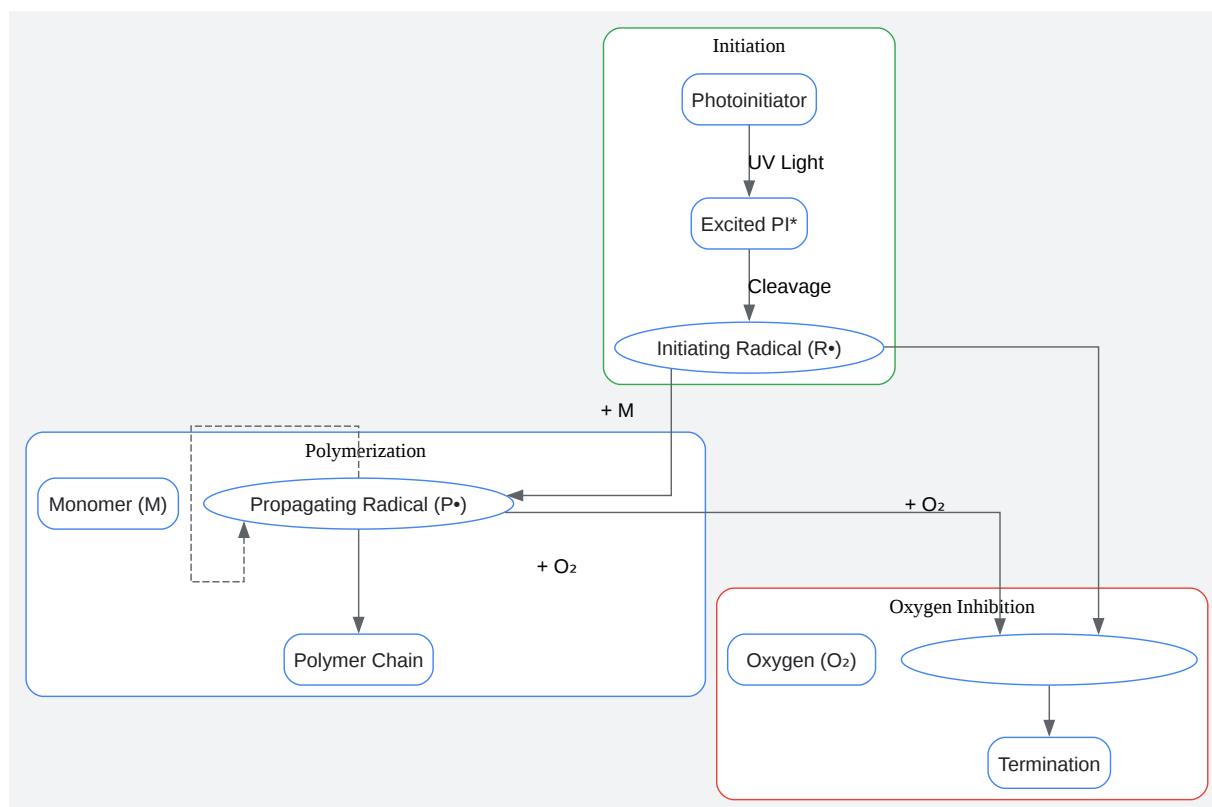 Initiation
Photoinitiator
UV Light
Excited PI*
Cleavage
Initiating Radical (R•)
+ M
Polymerization
Monomer (M)
Propagating Radical (P•)
+ O₂
+ O₂
Polymer Chain
Oxygen Inhibition
Oxygen (O₂)
Termination